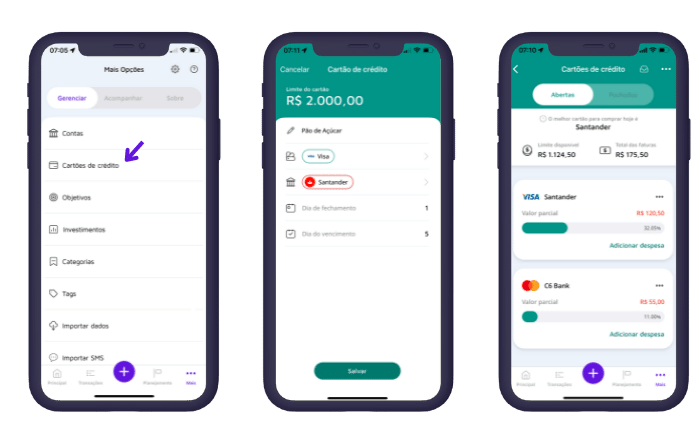 07:05
Mais Opções
Gerenciar
Acompanhar
Sobre
Contas
Cartões de crédito
Objetivos
Investimentos
Categorias
Tags
Importar dados
Importar SMS
Principal
Transações
Planejamento
Mais
07:11
Cancelar
Cartão de crédito
Limite do cartão
R$ 2.000,00
Pão de Açúcar
Visa
Santander
Dia de fechamento 1
Dia do vencimento 5
Salvar
07:10
Cartões de crédito
Abertas
Fechadas
O melhor cartão para comprar hoje é
Santander
Limite disponível
R$ 1.124,50
Total das faturas
R$ 175,50
VISA Santander
Valor parcial R$ 120,50
32.05%
Adicionar despesa
C6 Bank
Valor parcial R$ 55,00
11.00%
Adicionar despesa
Principal
Transações
Planejamento
Mais